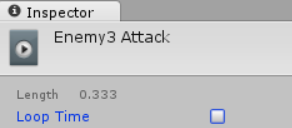 Inspector
Enemy3 Attack
Length 0.333
Loop Time